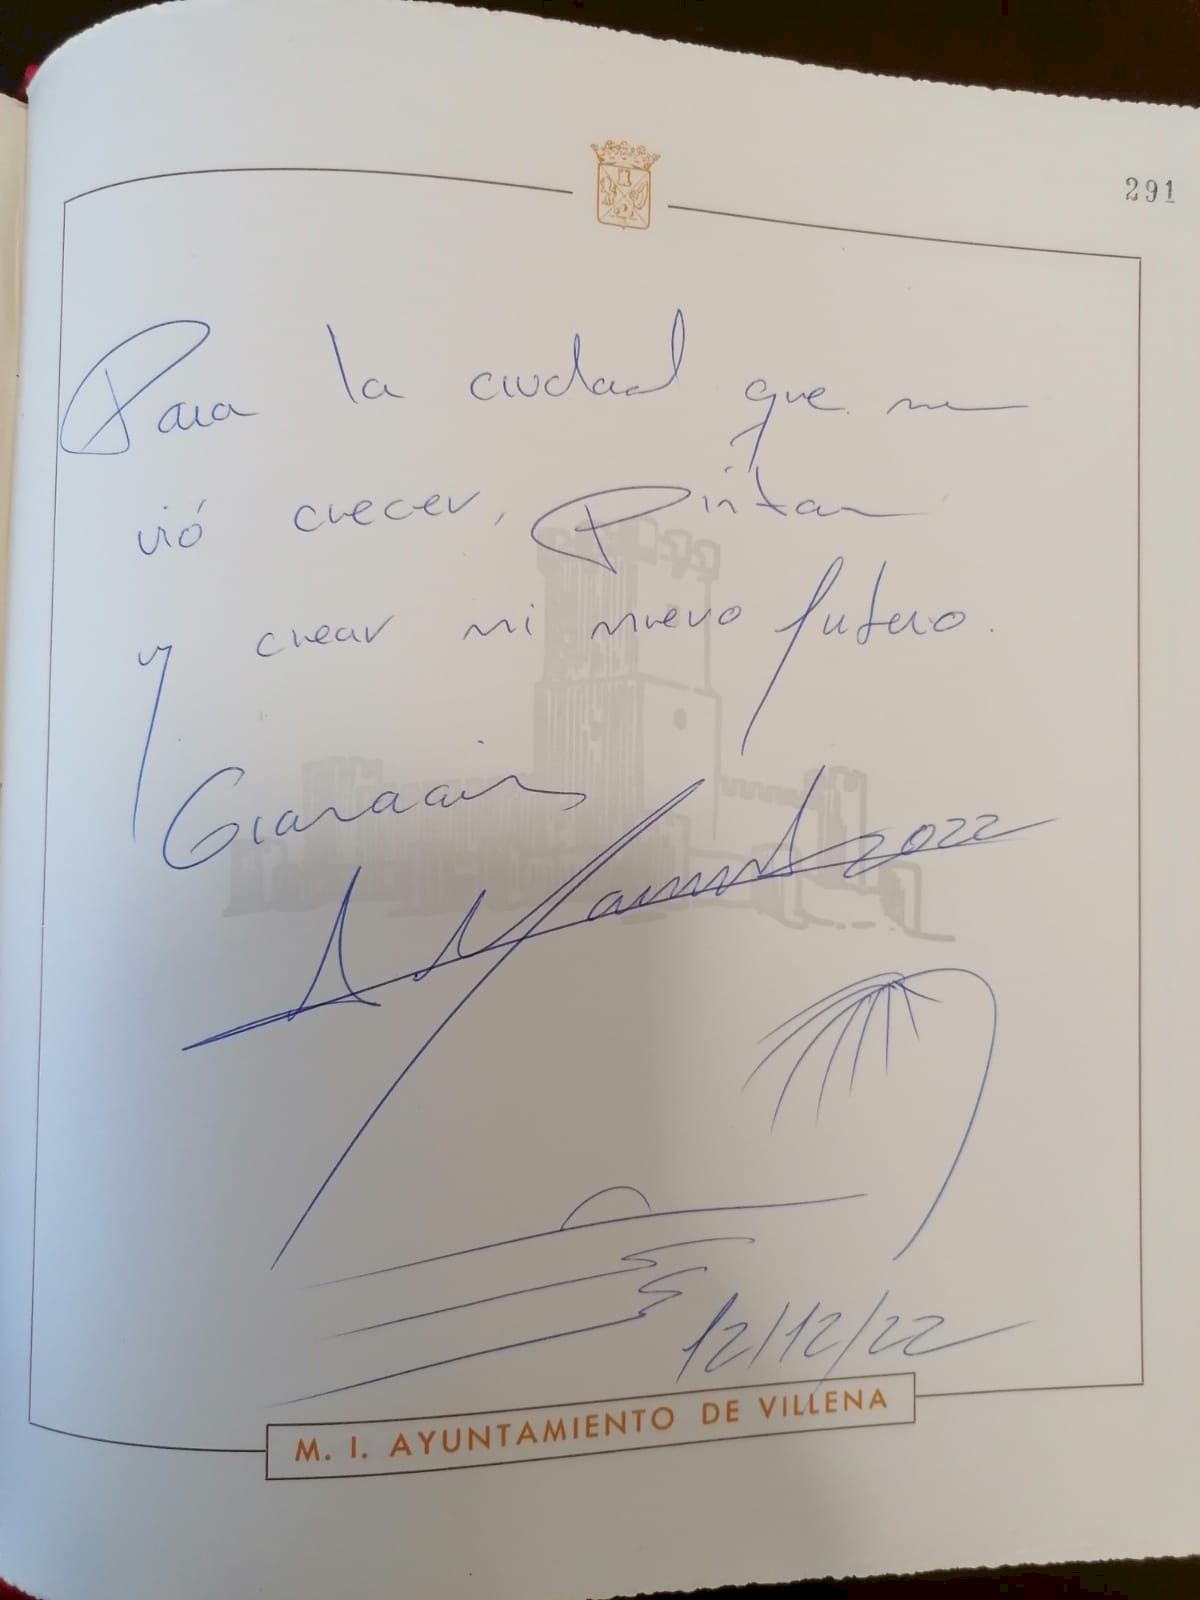 291
Para la ciudad que me
vió crecer, Pintar
y crear mi nuevo futuro.
Gracias
2022
12/12/22
M. I. AYUNTAMIENTO DE VILLENA